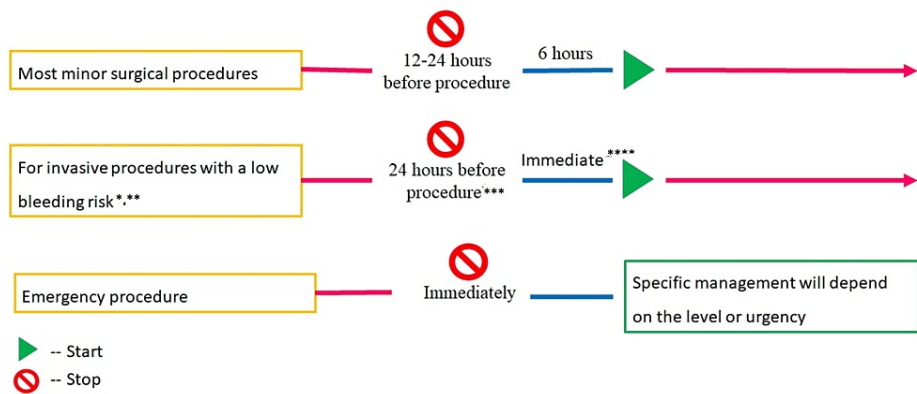 Most minor surgical procedures
12-24 hours
before procedure
6 hours
For invasive procedures with a low
bleeding risk*,**
24 hours before
procedure***
Immediate****
Emergency procedure
Immediately
Specific management will depend
on the level or urgency
-- Start
-- Stop